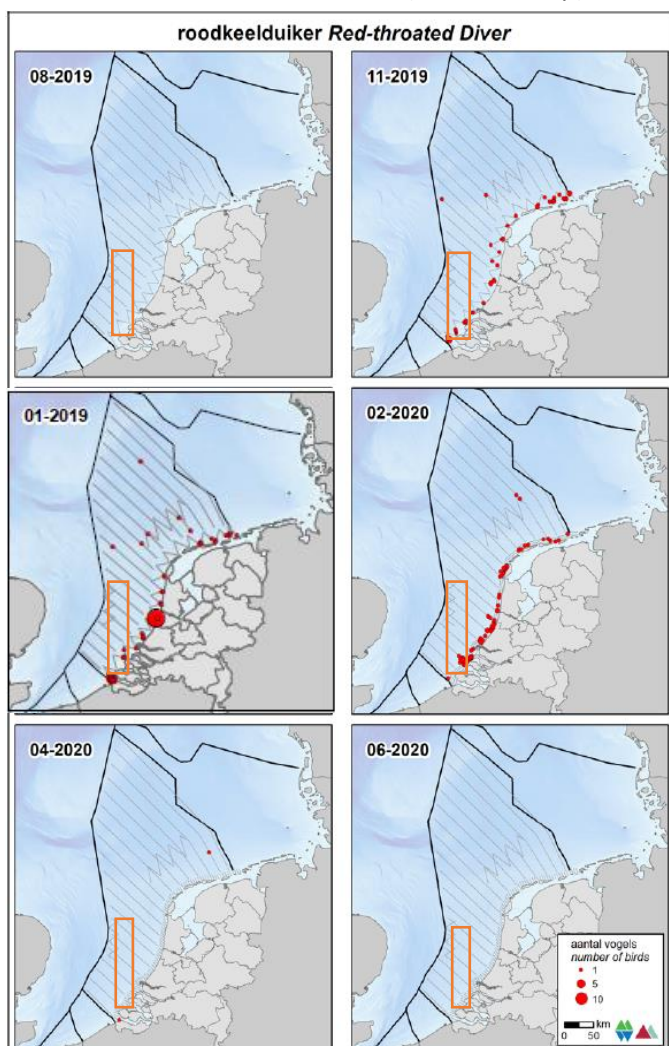 roodkeelduiker Red-throated Diver
08-2019
11-2019
01-2019
02-2020
04-2020
06-2020
aantal vogels
number of birds
1
5
10
km
0 50